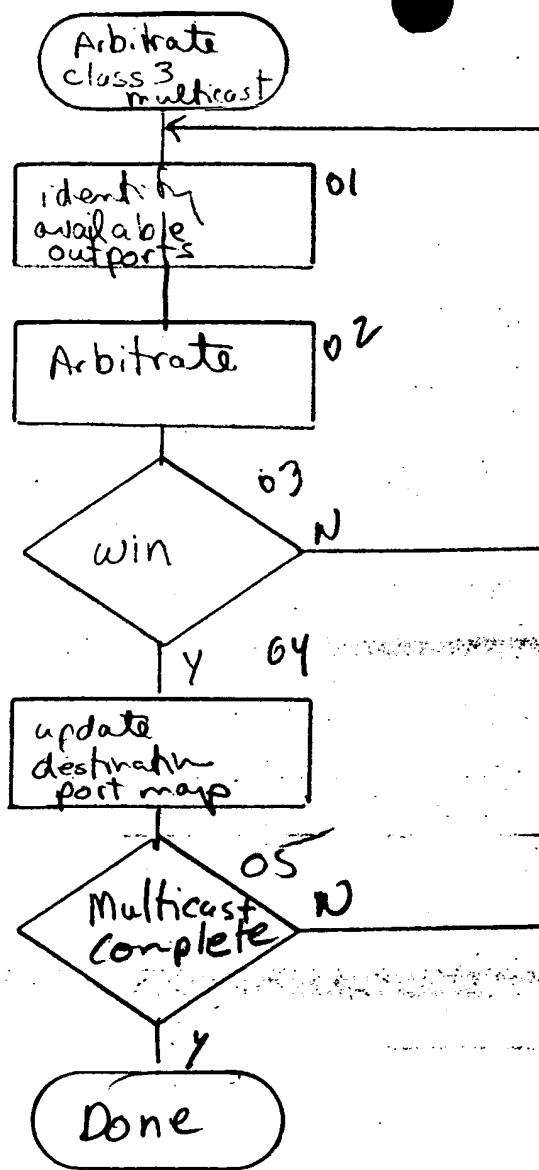 Arbitrate
class 3
multicast
identify
available
outports
01
Arbitrate
02
03
win
N
Y
04
update
destination
port map
05
Multicast
complete
N
Y
Done